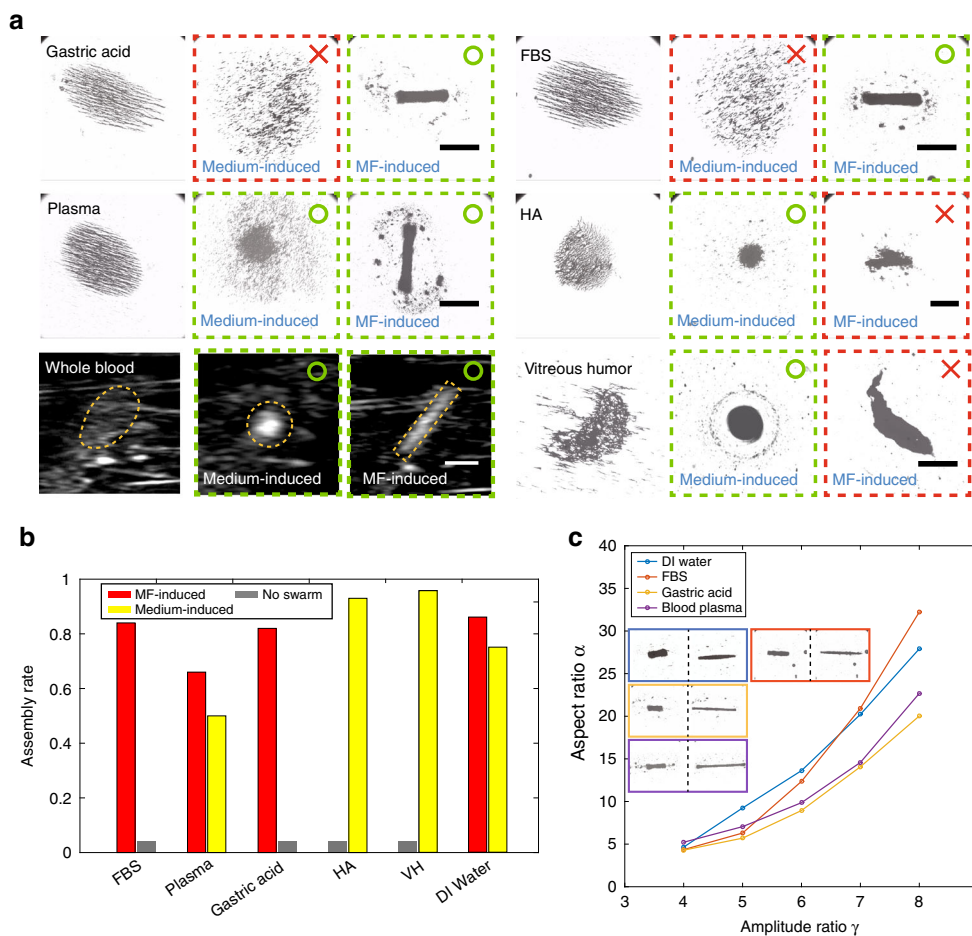 a
Gastric acid
Medium-induced
MF-induced
FBS
Medium-induced
MF-induced
Plasma
Medium-induced
MF-induced
HA
Medium-induced
MF-induced
Whole blood
Medium-induced
MF-induced
Vitreous humor
Medium-induced
MF-induced
b
1
0.8
0.6
0.4
0.2
0
Assembly rate
MF-induced
No swarm
Medium-induced
FBS
Plasma
Gastric acid
HA
VH
DI Water
c
40
35
30
25
20
15
10
5
0
Aspect ratio α
DI water
FBS
Gastric acid
Blood plasma
3
4
5
6
7
8
Amplitude ratio γ